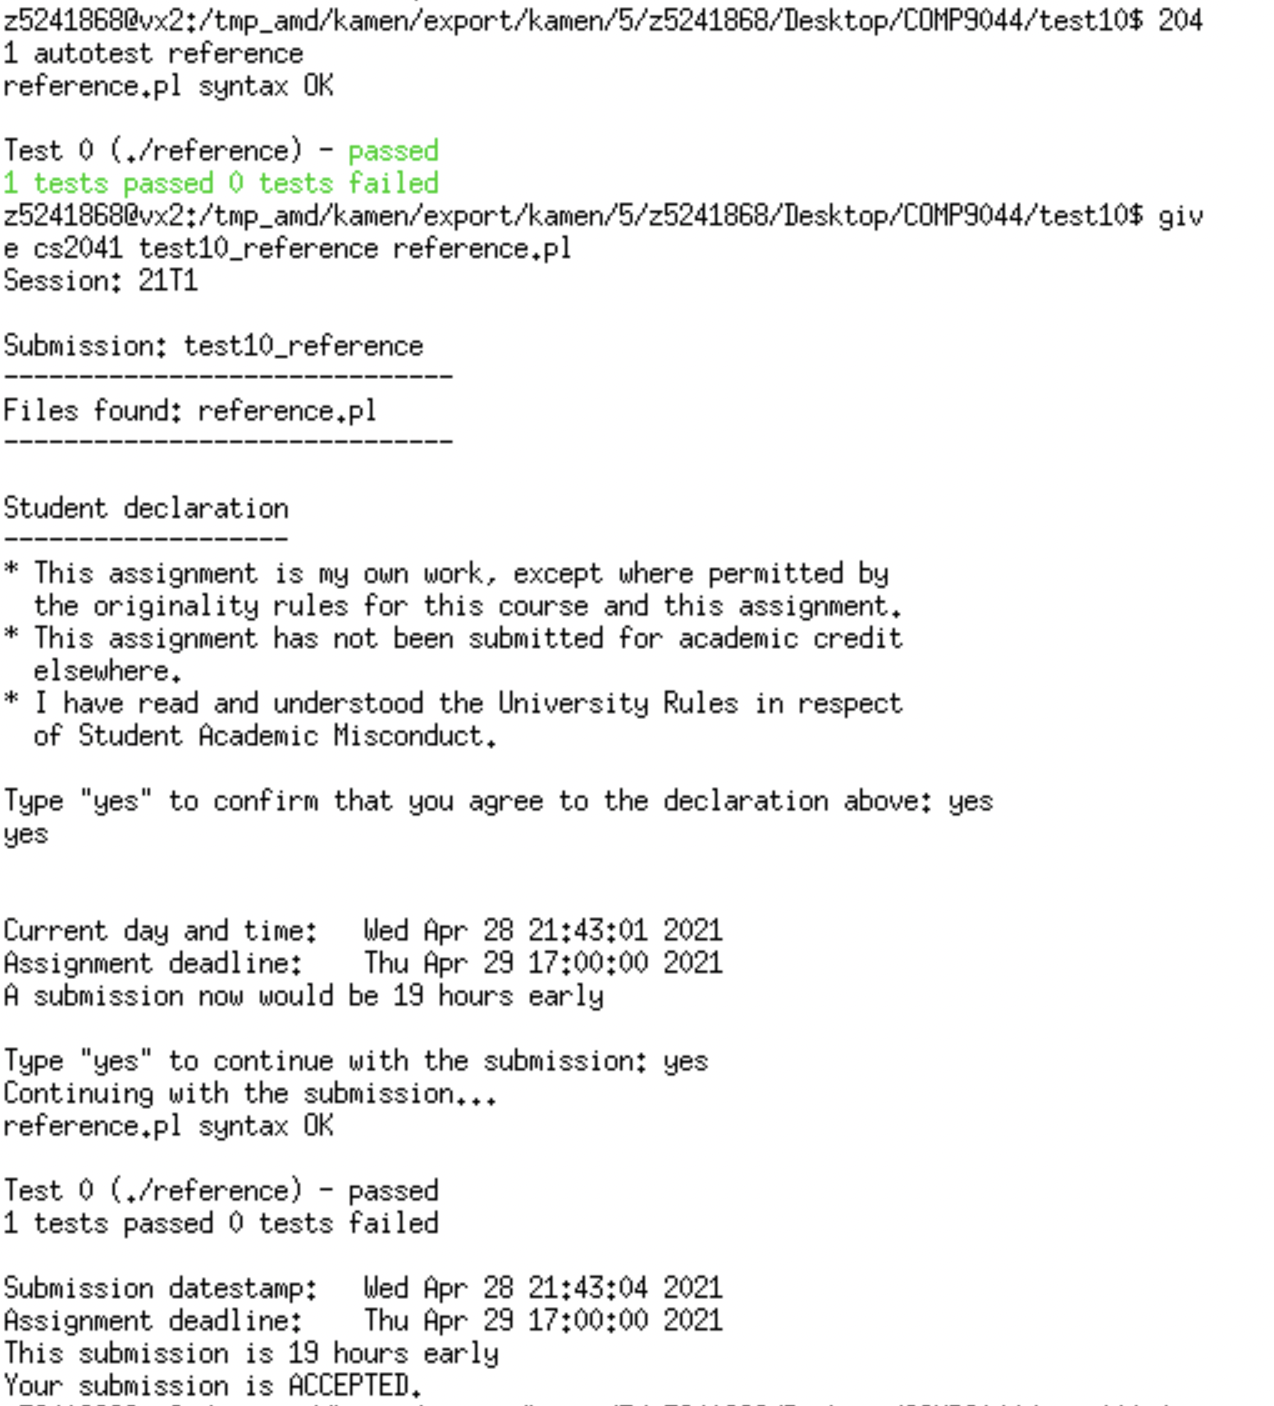 z5241868@vx2:/tmp_amd/kamen/export/kamen/5/z5241868/Desktop/COMP9044/test10$ 204
1 autotest reference
reference.pl syntax OK
Test 0 (./reference) - passed
1 tests passed 0 tests failed
z5241868@vx2:/tmp_amd/kamen/export/kamen/5/z5241868/Desktop/COMP9044/test10$ giv
e cs2041 test10_reference reference.pl
Session: 21T1
Submission: test10_reference
------------------------------
Files found: reference.pl
------------------------------
Student declaration
-------------------
* This assignment is my own work, except where permitted by
the originality rules for this course and this assignment.
* This assignment has not been submitted for academic credit
elsewhere.
* I have read and understood the University Rules in respect
of Student Academic Misconduct.
Type "yes" to confirm that you agree to the declaration above: yes
yes
Current day and time:   Wed Apr 28 21:43:01 2021
Assignment deadline:    Thu Apr 29 17:00:00 2021
A submission now would be 19 hours early
Type "yes" to continue with the submission: yes
Continuing with the submission...
reference.pl syntax OK
Test 0 (./reference) - passed
1 tests passed 0 tests failed
Submission datestamp:   Wed Apr 28 21:43:04 2021
Assignment deadline:    Thu Apr 29 17:00:00 2021
This submission is 19 hours early
Your submission is ACCEPTED.